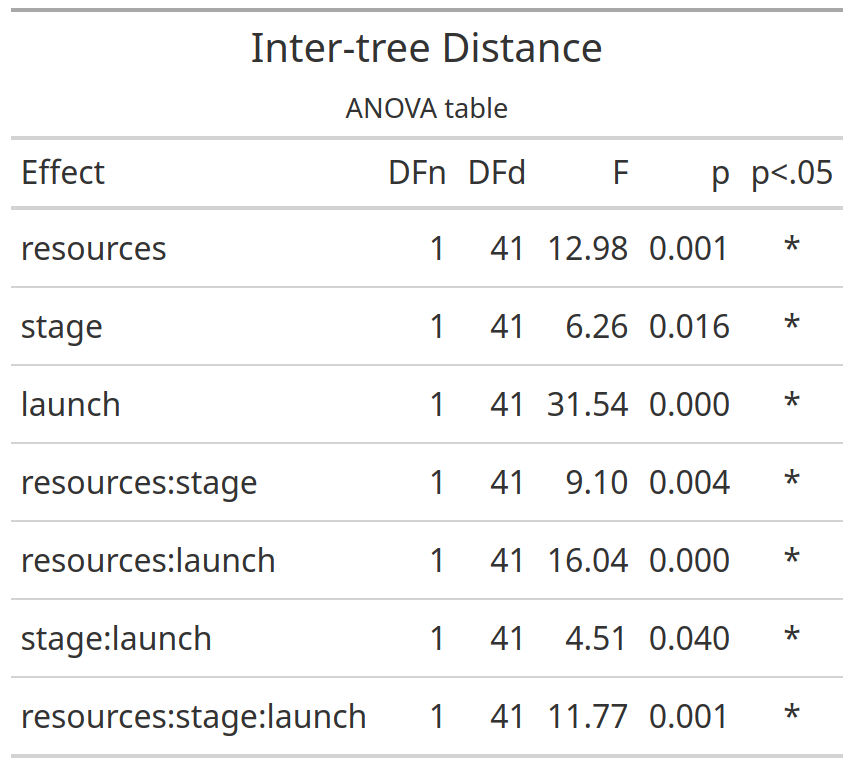 Inter-tree Distance
ANOVA table
Effect DFn DFd F p p<.05
resources 1 41 12.98 0.001 *
stage 1 41 6.26 0.016 *
launch 1 41 31.54 0.000 *
resources:stage 1 41 9.10 0.004 *
resources:launch 1 41 16.04 0.000 *
stage:launch 1 41 4.51 0.040 *
resources:stage:launch 1 41 11.77 0.001 *